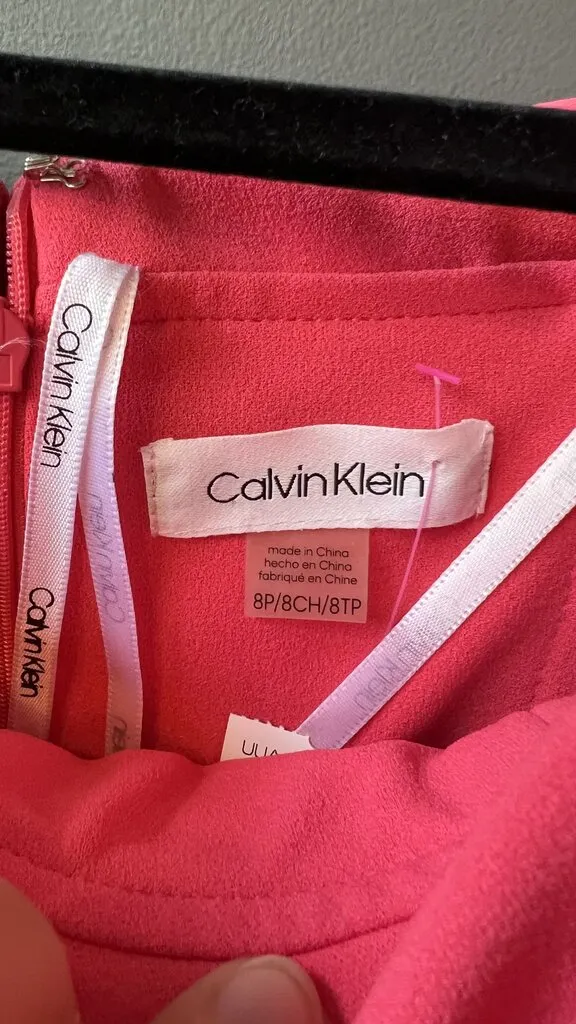 Calvin Klein
Calvin Klein
Calvin Klein
made in China
hecho en China
fabriqué en Chine
8P/8CH/8TP